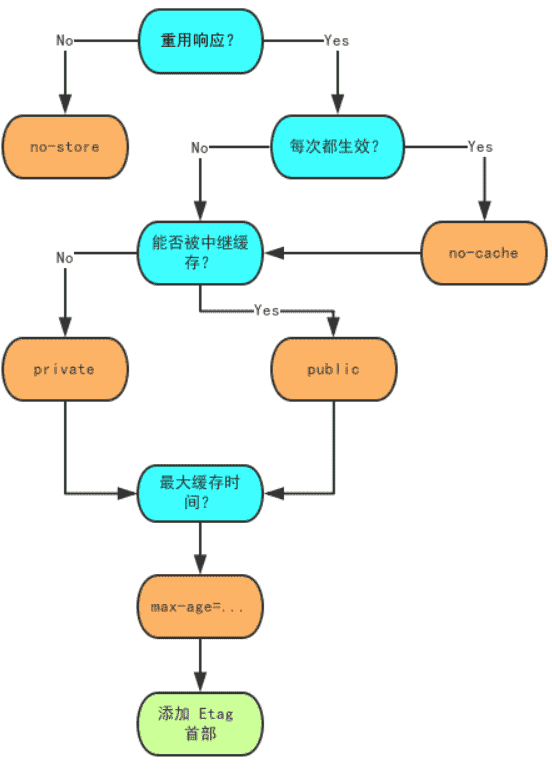 重用响应？
No
Yes
no-store
每次都生效？
No
Yes
能否被中继缓
存？
no-cache
No
Yes
private
public
最大缓存时
间？
max-age=...
添加 Etag
首部